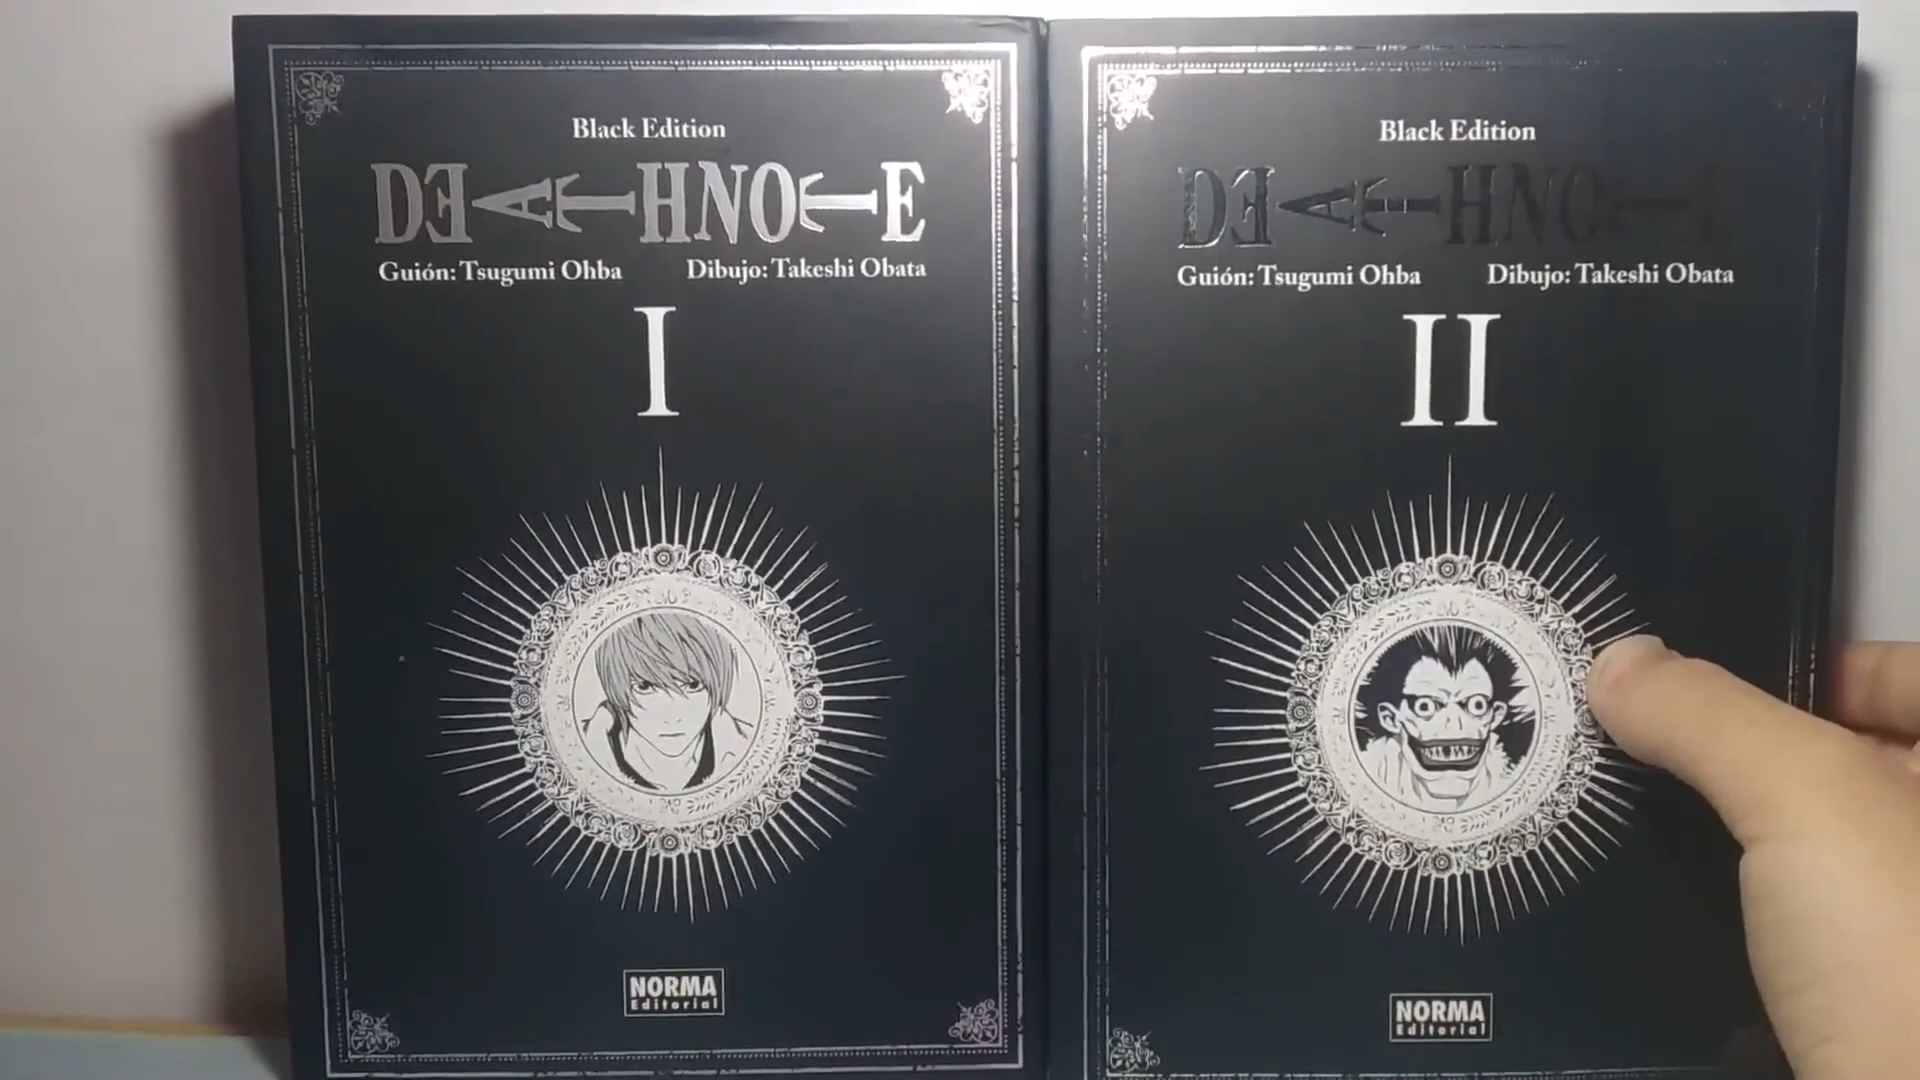 Black Edition
DEATHNOTE
Guión: Tsugumi Ohba Dibujo: Takeshi Obata
I
NORMA
Editorial
Black Edition
DEATHNOTE
Guión: Tsugumi Ohba Dibujo: Takeshi Obata
II
NORMA
Editorial